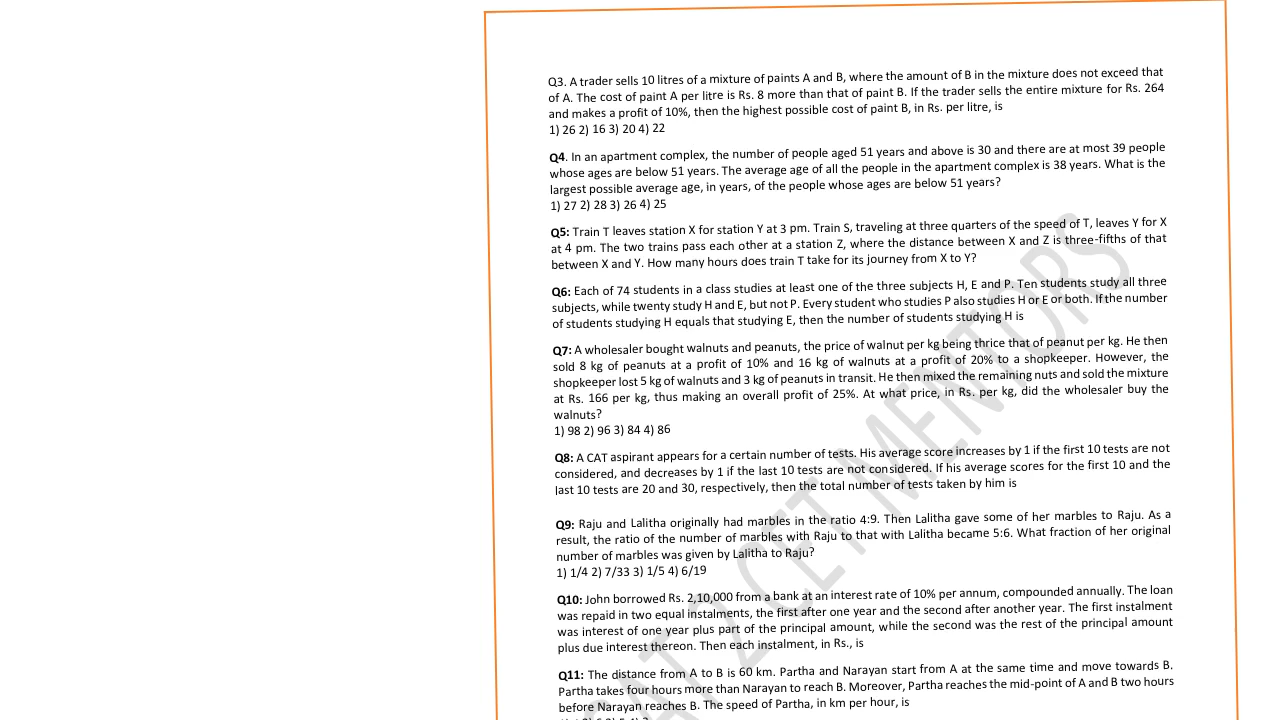 Q3. A trader sells 10 litres of a mixture of paints A and B, where the amount of B in the mixture does not exceed that
of A. The cost of paint A per litre is Rs. 8 more than that of paint B. If the trader sells the entire mixture for Rs. 264
and makes a profit of 10%, then the highest possible cost of paint B, in Rs. per litre, is
1) 26 2) 16 3) 20 4) 22
Q4. In an apartment complex, the number of people aged 51 years and above is 30 and there are at most 39 people
whose ages are below 51 years. The average age of all the people in the apartment complex is 38 years. What is the
largest possible average age, in years, of the people whose ages are below 51 years?
1) 27 2) 28 3) 26 4) 25
Q5: Train T leaves station X for station Y at 3 pm. Train S, traveling at three quarters of the speed of T, leaves Y for X
at 4 pm. The two trains pass each other at a station Z, where the distance between X and Z is three-fifths of that
between X and Y. How many hours does train T take for its journey from X to Y?
Q6: Each of 74 students in a class studies at least one of the three subjects H, E and P. Ten students study all three
subjects, while twenty study H and E, but not P. Every student who studies P also studies H or E or both. If the number
of students studying H equals that studying E, then the number of students studying H is
Q7: A wholesaler bought walnuts and peanuts, the price of walnut per kg being thrice that of peanut per kg. He then
sold 8 kg of peanuts at a profit of 10% and 16 kg of walnuts at a profit of 20% to a shopkeeper. However, the
shopkeeper lost 5 kg of walnuts and 3 kg of peanuts in transit. He then mixed the remaining nuts and sold the mixture
at Rs. 166 per kg, thus making an overall profit of 25%. At what price, in Rs. per kg, did the wholesaler buy the
walnuts?
1) 98 2) 96 3) 84 4) 86
Q8: A CAT aspirant appears for a certain number of tests. His average score increases by 1 if the first 10 tests are not
considered, and decreases by 1 if the last 10 tests are not considered. If his average scores for the first 10 and the
last 10 tests are 20 and 30, respectively, then the total number of tests taken by him is
Q9: Raju and Lalitha originally had marbles in the ratio 4:9. Then Lalitha gave some of her marbles to Raju. As a
result, the ratio of the number of marbles with Raju to that with Lalitha became 5:6. What fraction of her original
number of marbles was given by Lalitha to Raju?
1) 1/4 2) 7/33 3) 1/5 4) 6/19
Q10: John borrowed Rs. 2,10,000 from a bank at an interest rate of 10% per annum, compounded annually. The loan
was repaid in two equal instalments, the first after one year and the second after another year. The first instalment
was interest of one year plus part of the principal amount, while the second was the rest of the principal amount
plus due interest thereon. Then each instalment, in Rs., is
Q11: The distance from A to B is 60 km. Partha and Narayan start from A at the same time and move towards B.
Partha takes four hours more than Narayan to reach B. Moreover, Partha reaches the mid-point of A and B two hours
before Narayan reaches B. The speed of Partha, in km per hour, is
CAT 2 CET MENTORS